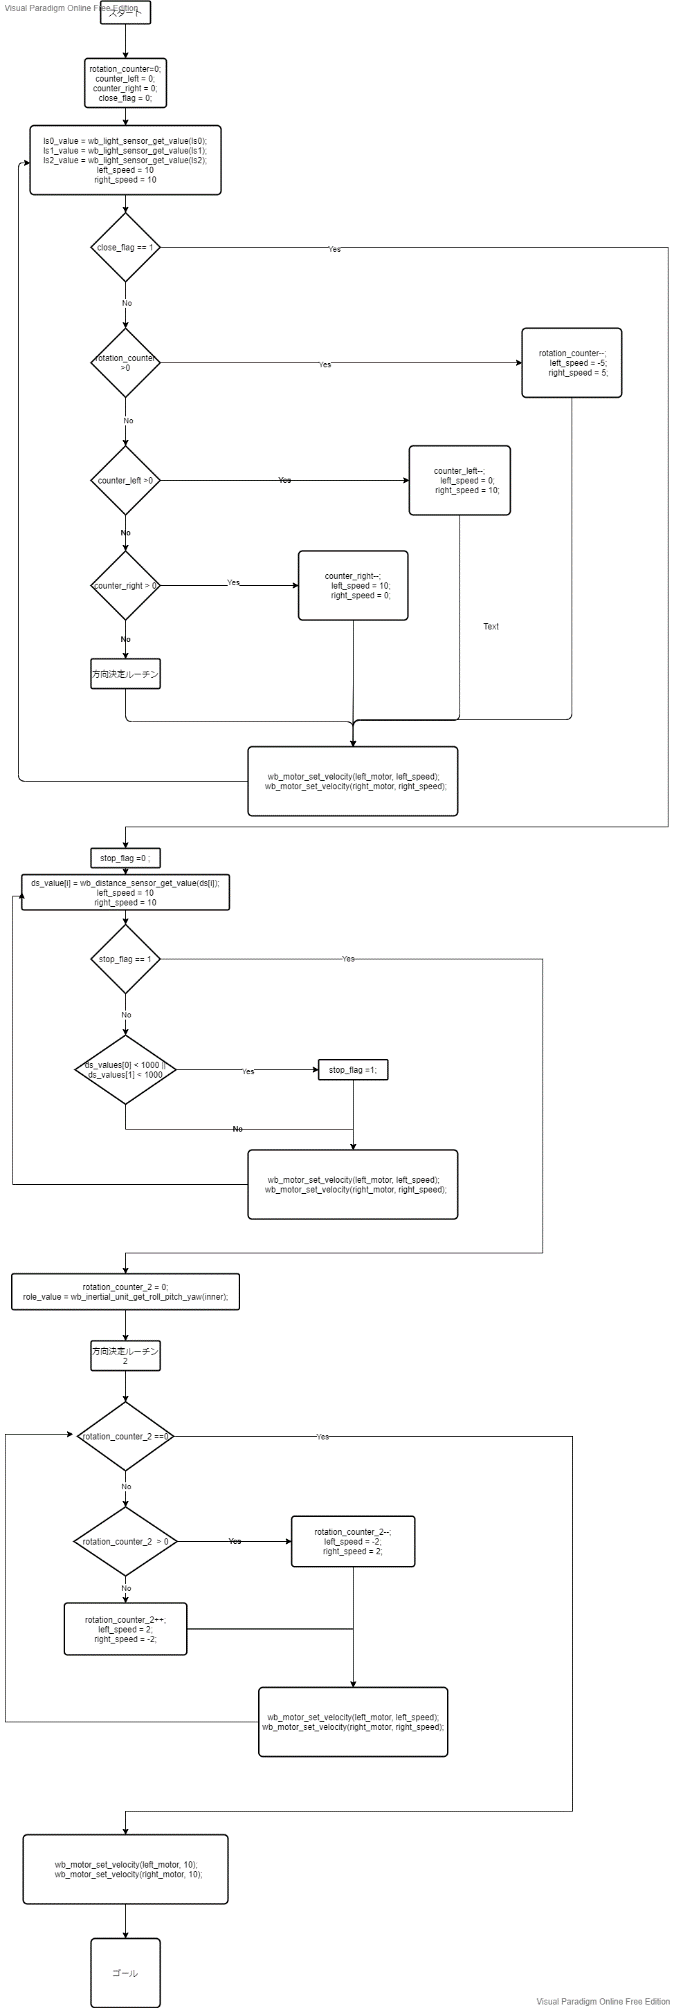 Visual Paradigm Online Free Edition
スタート
rotation_counter=0;
counter_left = 0;
counter_right = 0;
close_flag = 0;
ls0_value = wb_light_sensor_get_value(ls0);
ls1_value = wb_light_sensor_get_value(ls1);
ls2_value = wb_light_sensor_get_value(ls2);
left_speed = 10
right_speed = 10
close_flag == 1
Yes
No
rotation_counter
>0
Yes
rotation_counter--;
left_speed = -5;
right_speed = 5;
No
counter_left >0
Yes
counter_left--;
left_speed = 0;
right_speed = 10;
No
counter_right > 0
Yes
counter_right--;
left_speed = 10;
right_speed = 0;
Text
No
方向決定ルーチン
wb_motor_set_velocity(left_motor, left_speed);
wb_motor_set_velocity(right_motor, right_speed);
stop_flag =0 ;
ds_value[i] = wb_distance_sensor_get_value(ds[i]);
left_speed = 10
right_speed = 10
stop_flag == 1
Yes
No
ds_values[0] < 1000 ||
ds_values[1] < 1000
Yes
stop_flag =1;
No
wb_motor_set_velocity(left_motor, left_speed);
wb_motor_set_velocity(right_motor, right_speed);
rotation_counter_2 = 0;
role_value = wb_inertial_unit_get_roll_pitch_yaw(inner);
方向決定ルーチン
2
rotation_counter_2 ==0
Yes
No
rotation_counter_2 > 0
Yes
rotation_counter_2--;
left_speed = -2;
right_speed = 2;
No
rotation_counter_2++;
left_speed = 2;
right_speed = -2;
wb_motor_set_velocity(left_motor, left_speed);
wb_motor_set_velocity(right_motor, right_speed);
wb_motor_set_velocity(left_motor, 10);
wb_motor_set_velocity(right_motor, 10);
ゴール
Visual Paradigm Online Free Edition